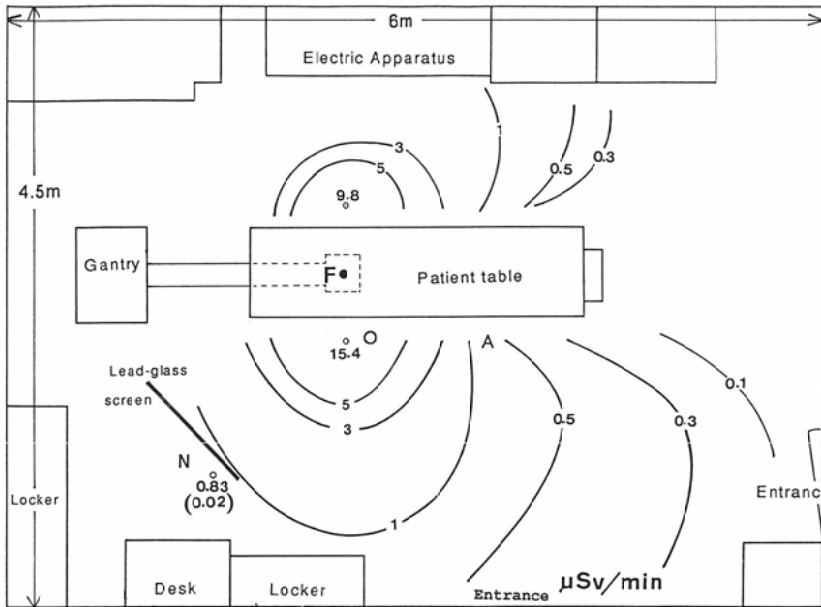 6m
Electric Apparatus
4.5m
1
3
0.5
0.3
5
9.8
Gantry
F
Patient table
O
A
15.4
Lead-glass
screen
0.1
5
3
0.5
0.3
N
0.83
(0.02)
Locker
Entrance
1
Desk
Locker
Entrance μSv/min